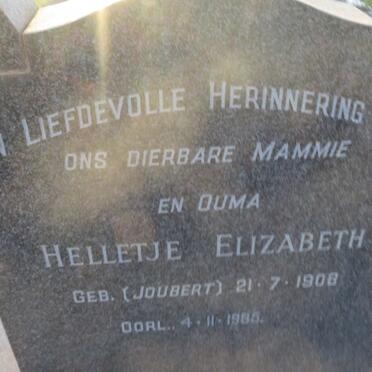 LIEFDEVOLLE HERINNERING
ONS DIERBARE MAMMIE
EN OUMA
HELLETJE ELIZABETH
GEB. (JOUBERT) 21·7·1908
OORL. 4·11·1985.